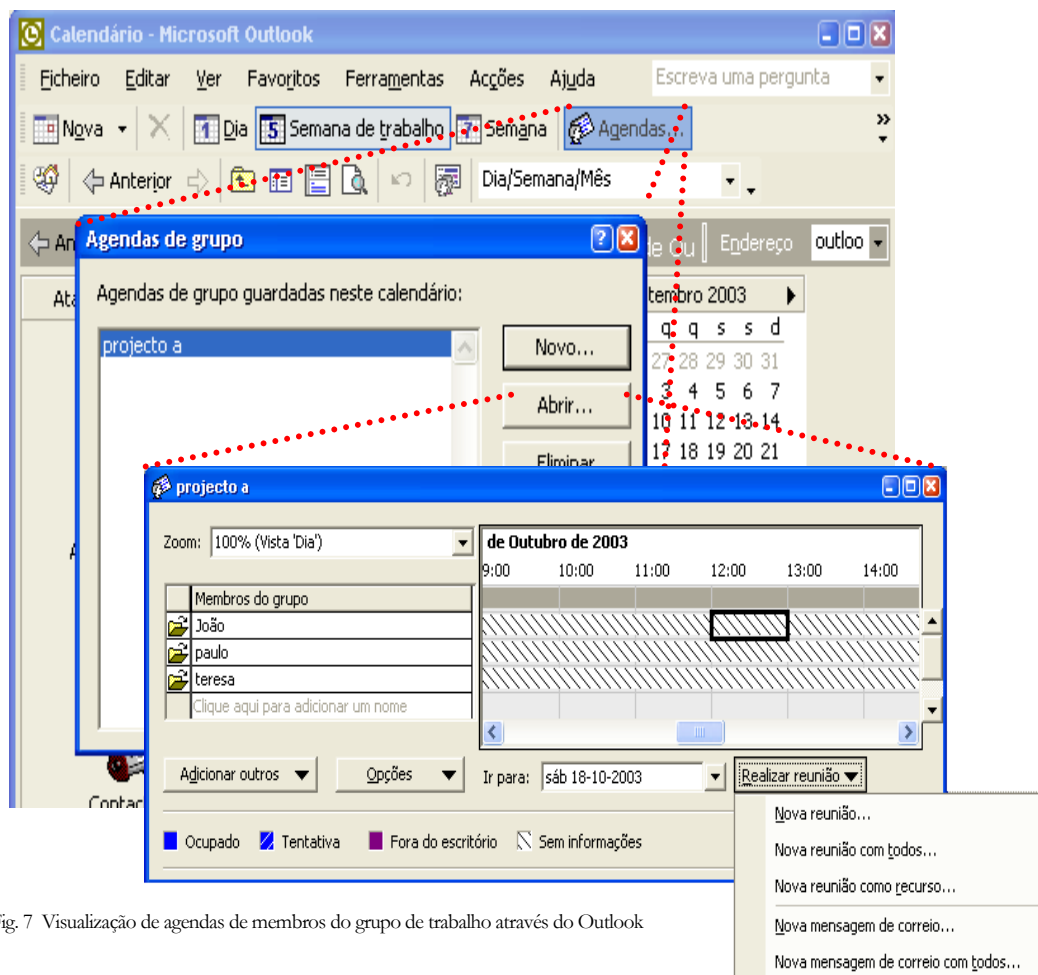 Calendário - Microsoft Outlook
Ficheiro Editar Ver Favoritos Ferramentas Acções Ajuda Escreva uma pergunta
Nova 1 Dia 5 Semana de trabalho 7 Semana Agendas...
Anterior Dia/Semana/Mês
An Endereço outloo
Agendas de grupo
Agendas de grupo guardadas neste calendário:
projecto a
Novo...
Abrir...
Eliminar
tembro 2003
q q s s d
27 28 29 30 31
3 4 5 6 7
10 11 12 13 14
17 18 19 20 21
projecto a
Zoom: 100% (Vista 'Dia')
de Outubro de 2003
9:00 10:00 11:00 12:00 13:00 14:00
Membros do grupo
João
paulo
teresa
Clique aqui para adicionar um nome
Adicionar outros Opções Ir para: sáb 18-10-2003 Realizar reunião
Ocupado Tentativa Fora do escritório Sem informações
Nova reunião...
Nova reunião com todos...
Nova reunião como recurso...
Nova mensagem de correio...
Nova mensagem de correio com todos...
Contac
ig. 7 Visualização de agendas de membros do grupo de trabalho através do Outlook